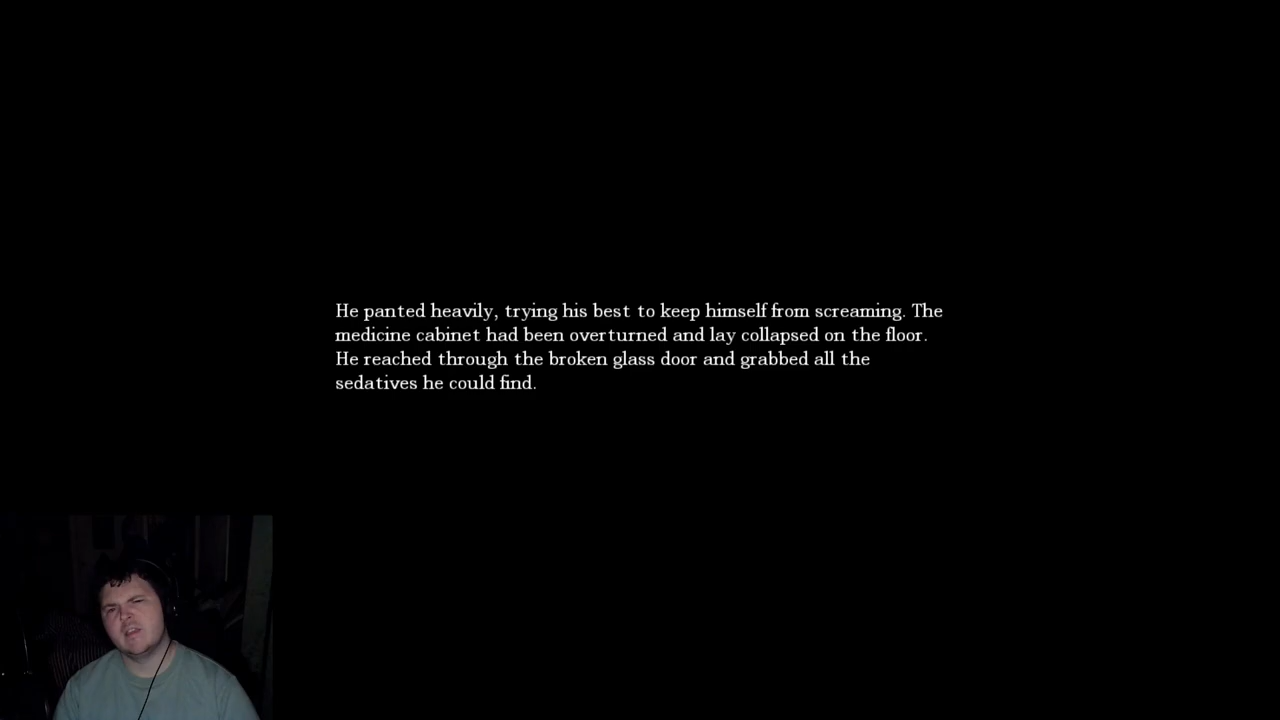 He panted heavily, trying his best to keep himself from screaming. The
medicine cabinet had been overturned and lay collapsed on the floor.
He reached through the broken glass door and grabbed all the
sedatives he could find.